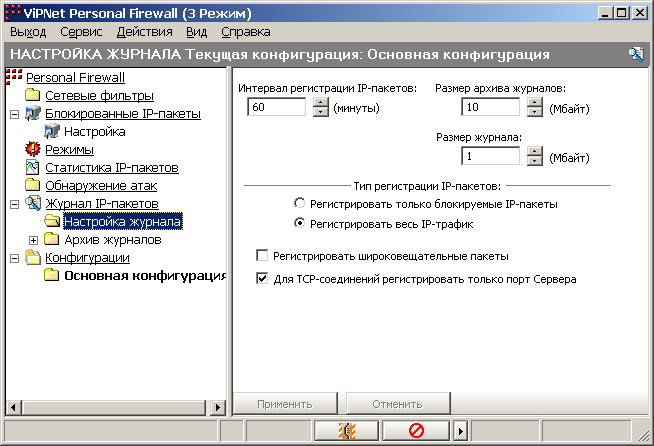 ViPNet Personal Firewall (3 Режим)
Выход Сервис Действия Вид Справка
НАСТРОЙКА ЖУРНАЛА Текущая конфигурация: Основная конфигурация
Personal Firewall
Сетевые фильтры
Блокированные IP-пакеты
Настройка
Режимы
Статистика IP-пакетов
Обнаружение атак
Журнал IP-пакетов
Настройка журнала
Архив журналов
Конфигурации
Основная конфигурация
Интервал регистрации IP-пакетов:
60 (минуты)
Размер архива журналов:
10 (Мбайт)
Размер журнала:
1 (Мбайт)
Тип регистрации IP-пакетов:
Регистрировать только блокируемые IP-пакеты
Регистрировать весь IP-трафик
Регистрировать широковещательные пакеты
Для TCP-соединений регистрировать только порт Сервера
Применить Отменить